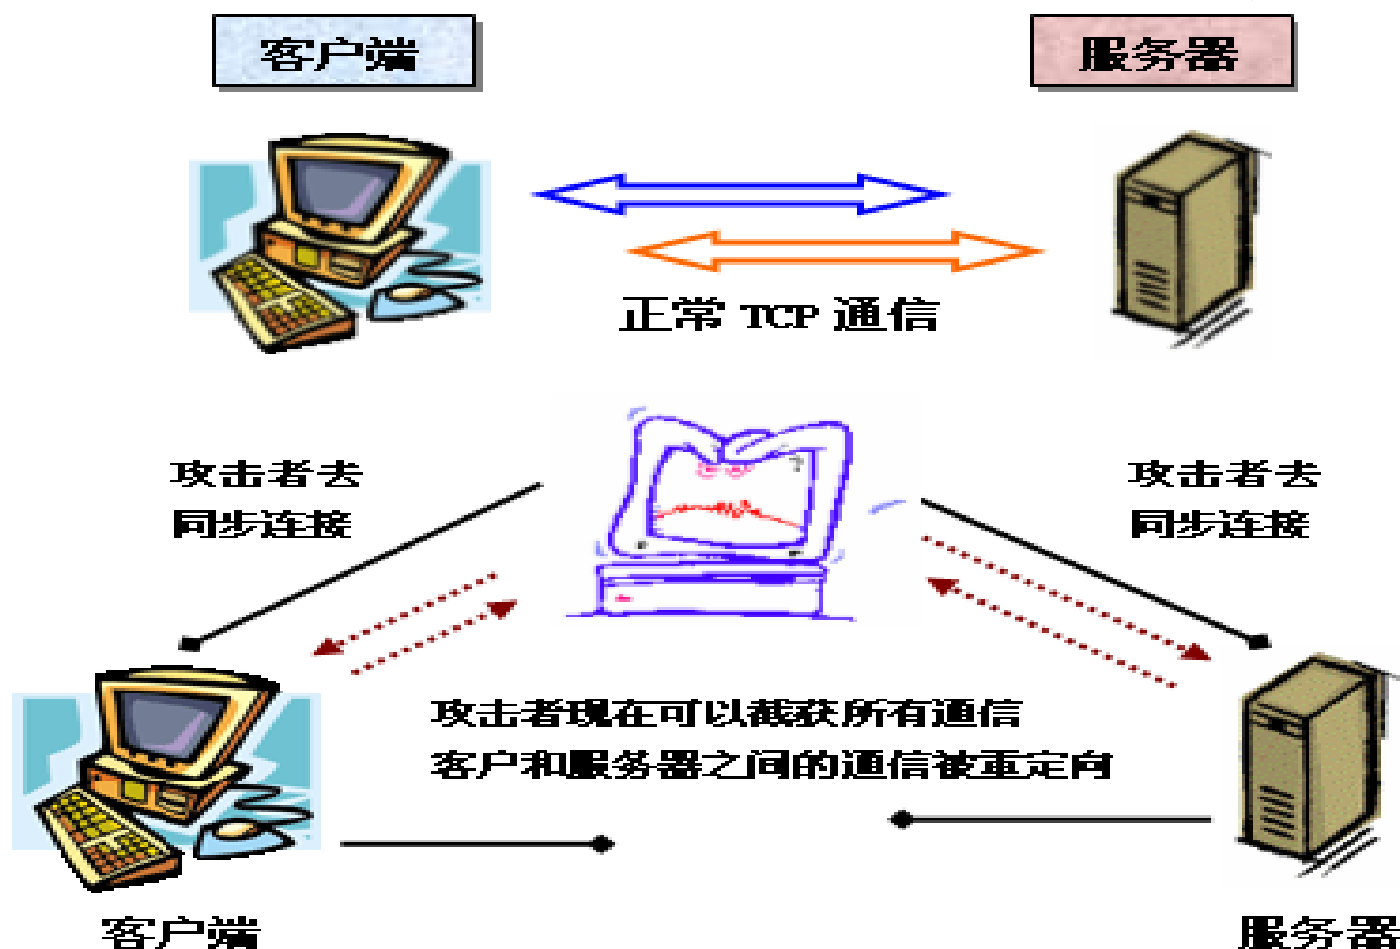 客户端
服务器
正常 TCP 通信
攻击者去
同步连接
攻击者去
同步连接
攻击者现在可以截获所有通信
客户和服务器之间的通信被重定向
客户端
服务器